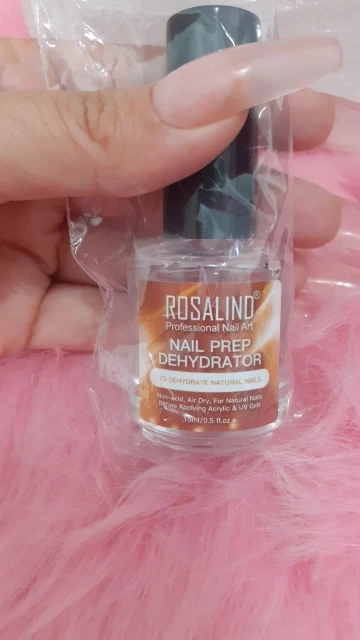 ROSALIND®
Professional Nail Art
NAIL PREP
DEHYDRATOR
TO DEHYDRATE NATURAL NAILS
Non-acid, Air Dry, For Natural Nails
Before Applying Acrylic & UV Gels
15ml/0.5 fl.oz e